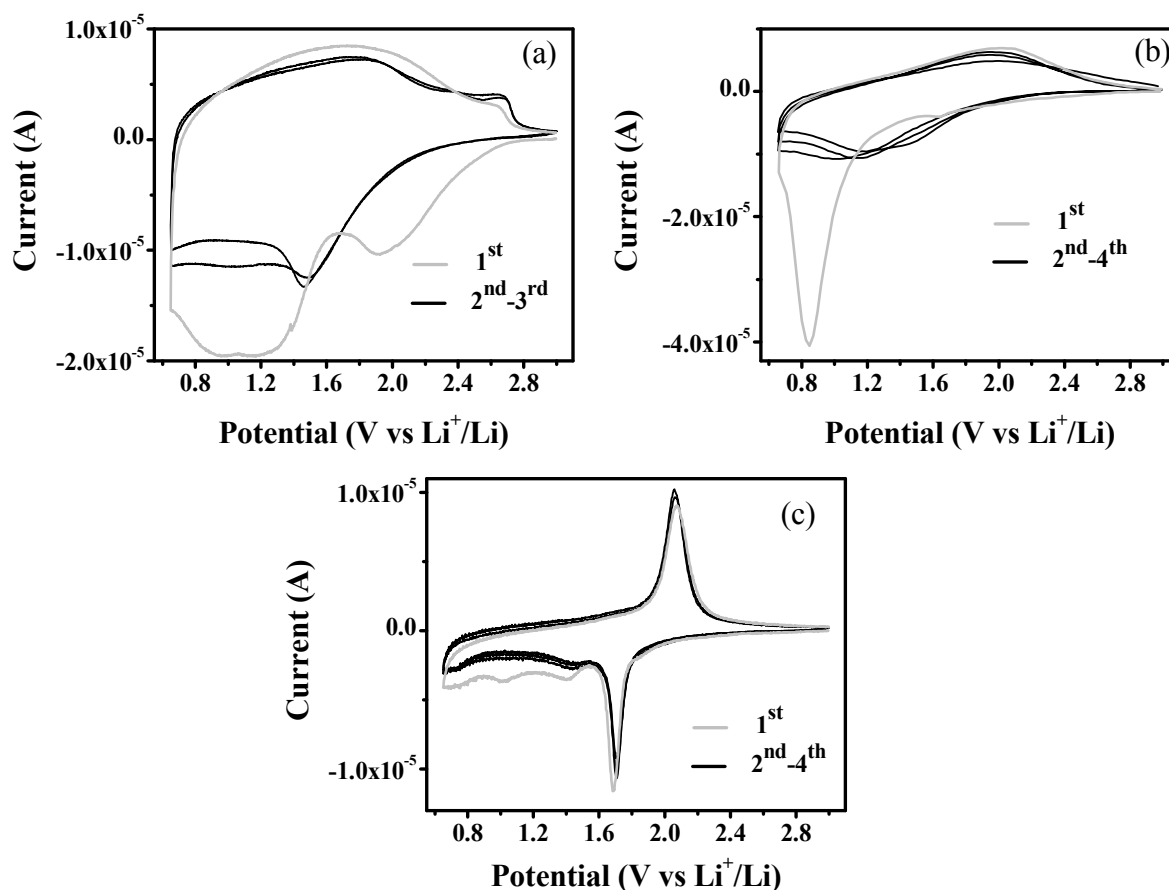 (a)
Current (A)
1.0x10⁻⁵
0.0
-1.0x10⁻⁵
-2.0x10⁻⁵
1ˢᵗ
2ⁿᵈ-3ʳᵈ
0.8 1.2 1.6 2.0 2.4 2.8
Potential (V vs Li⁺/Li)
(b)
Current (A)
0.0
-2.0x10⁻⁵
-4.0x10⁻⁵
1ˢᵗ
2ⁿᵈ-4ᵗʰ
0.8 1.2 1.6 2.0 2.4 2.8
Potential (V vs Li⁺/Li)
(c)
Current (A)
1.0x10⁻⁵
0.0
-1.0x10⁻⁵
1ˢᵗ
2ⁿᵈ-4ᵗʰ
0.8 1.2 1.6 2.0 2.4 2.8
Potential (V vs Li⁺/Li)